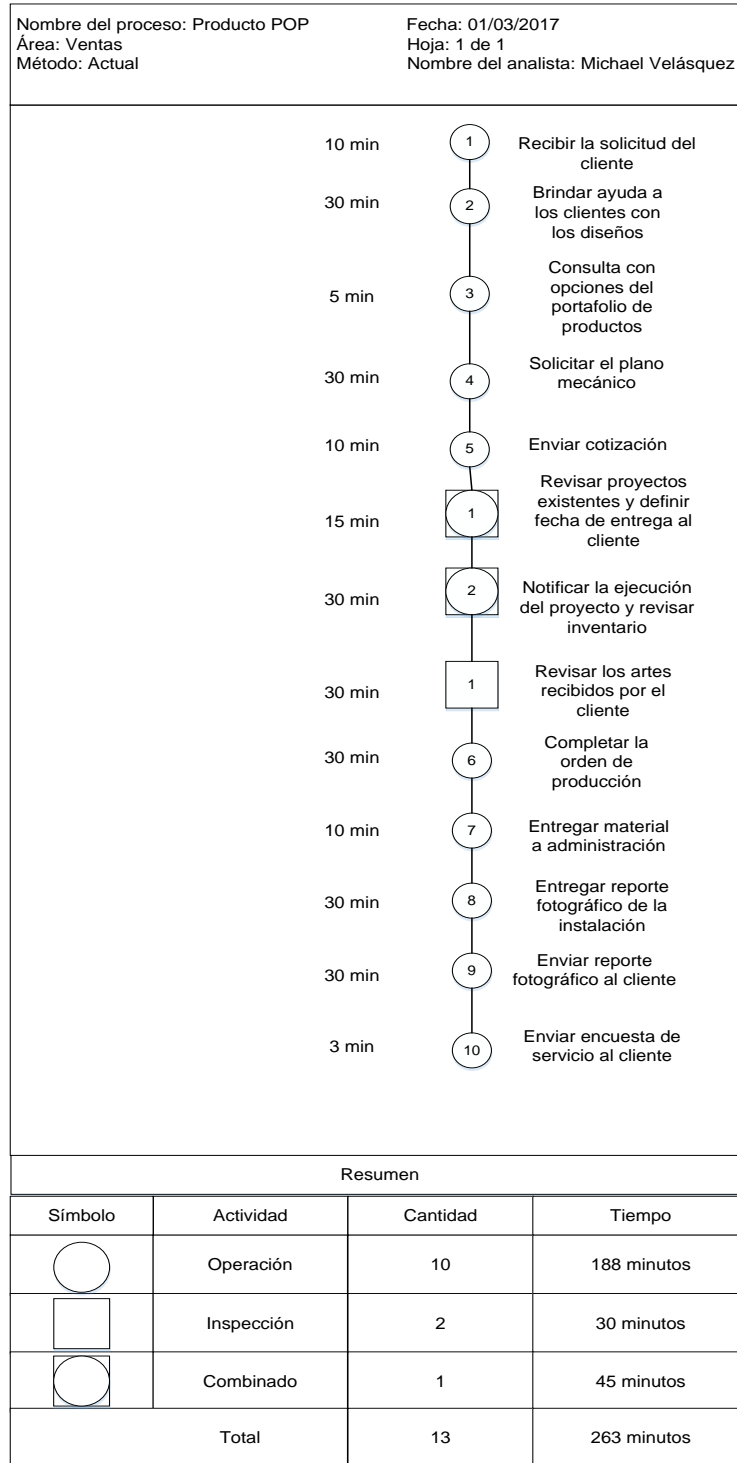 Nombre del proceso: Producto POP
Área: Ventas
Método: Actual
Fecha: 01/03/2017
Hoja: 1 de 1
Nombre del analista: Michael Velásquez
10 min
1
Recibir la solicitud del
cliente
30 min
2
Brindar ayuda a
los clientes con
los diseños
5 min
3
Consulta con
opciones del
portafolio de
productos
30 min
4
Solicitar el plano
mecánico
10 min
5
Enviar cotización
15 min
1
Revisar proyectos
existentes y definir
fecha de entrega al
cliente
30 min
2
Notificar la ejecución
del proyecto y revisar
inventario
30 min
1
Revisar los artes
recibidos por el
cliente
30 min
6
Completar la
orden de
producción
10 min
7
Entregar material
a administración
30 min
8
Entregar reporte
fotográfico de la
instalación
30 min
9
Enviar reporte
fotográfico al cliente
3 min
10
Enviar encuesta de
servicio al cliente
Resumen
Símbolo Actividad Cantidad Tiempo
Operación 10 188 minutos
Inspección 2 30 minutos
Combinado 1 45 minutos
Total 13 263 minutos